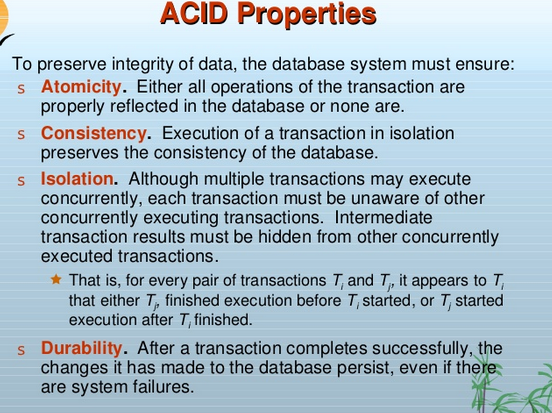 ACID Properties
To preserve integrity of data, the database system must ensure:
s Atomicity. Either all operations of the transaction are
properly reflected in the database or none are.
s Consistency. Execution of a transaction in isolation
preserves the consistency of the database.
s Isolation. Although multiple transactions may execute
concurrently, each transaction must be unaware of other
concurrently executing transactions. Intermediate
transaction results must be hidden from other concurrently
executed transactions.
★ That is, for every pair of transactions Ti and Tj, it appears to Ti
that either Tj, finished execution before Ti started, or Tj started
execution after Ti finished.
s Durability. After a transaction completes successfully, the
changes it has made to the database persist, even if there
are system failures.